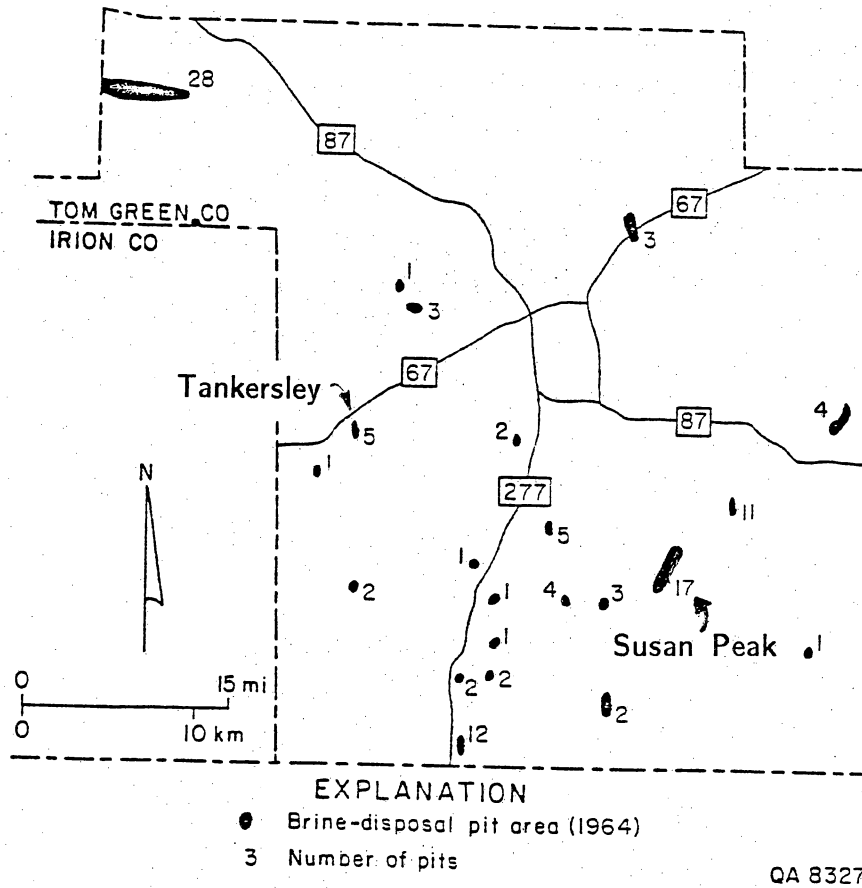 28
87
67
TOM GREEN CO
IRION CO
3
1
3
67
Tankersley
4
5
2
87
1
N
277
11
5
1
2
1
4
3
17
1
Susan Peak
1
0 15 mi
2
2
2
0 10 km
12
EXPLANATION
Brine-disposal pit area (1964)
3 Number of pits
QA 8327